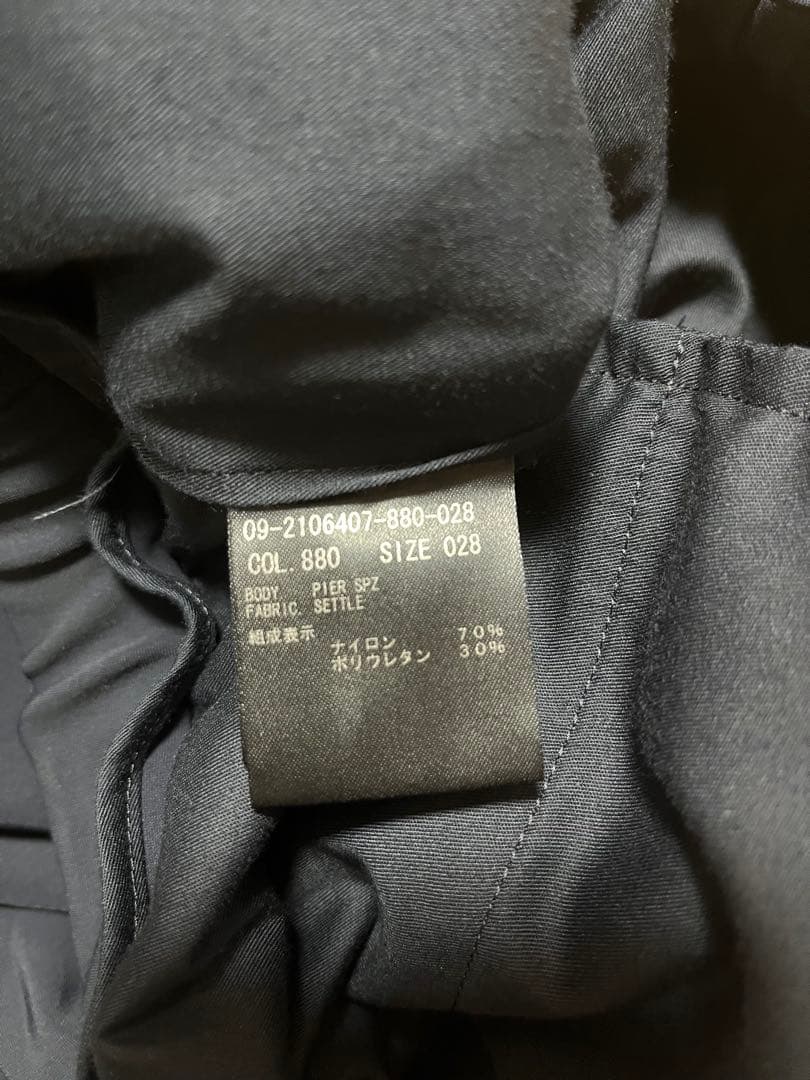 09-2106407-880-028
COL. 880 SIZE 028
BODY PIER SPZ
FABRIC. SETTLE
組成表示
ナイロン 70%
ポリウレタン 30%